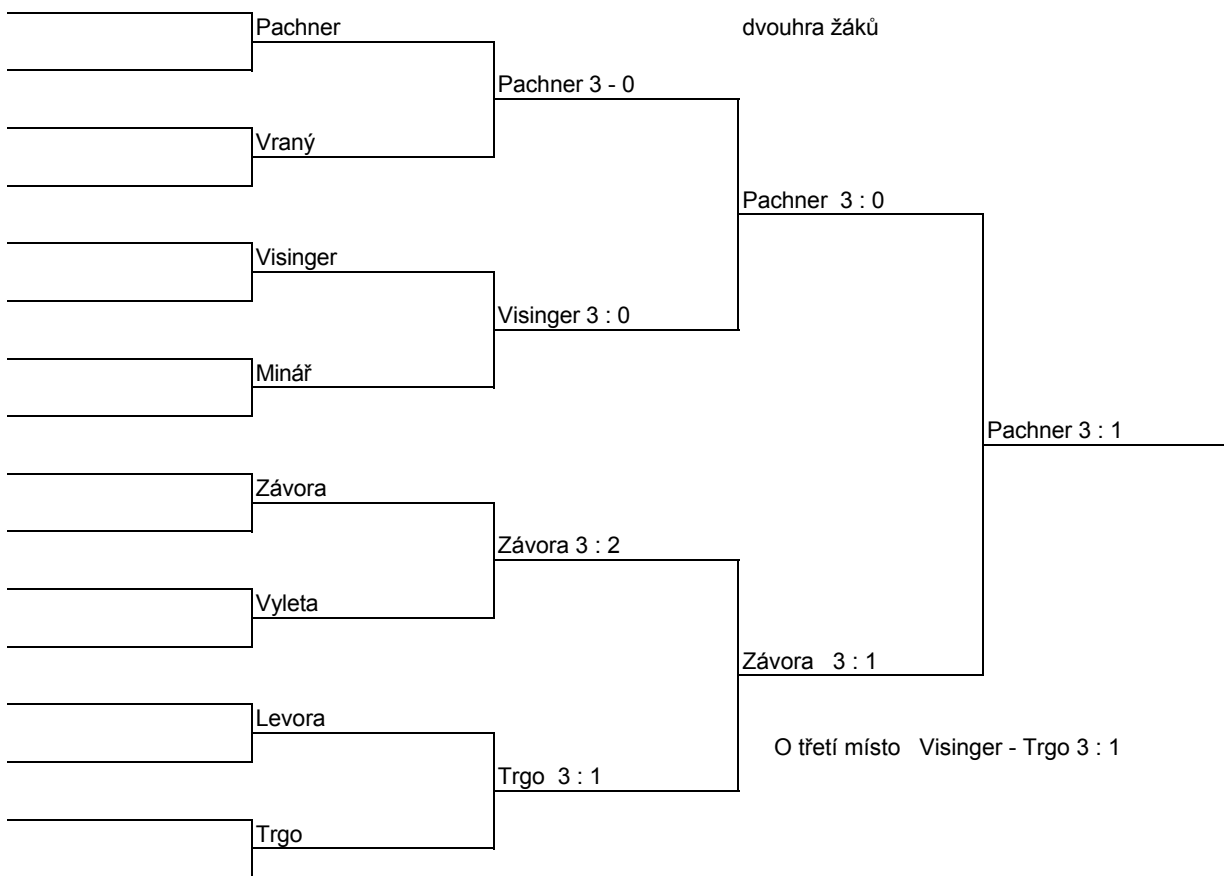 Pachner
dvouhra žáků
Pachner 3 - 0
Vraný
Pachner 3 : 0
Visinger
Visinger 3 : 0
Minář
Pachner 3 : 1
Závora
Závora 3 : 2
Vyleta
Závora 3 : 1
Levora
O třetí místo Visinger - Trgo 3 : 1
Trgo 3 : 1
Trgo